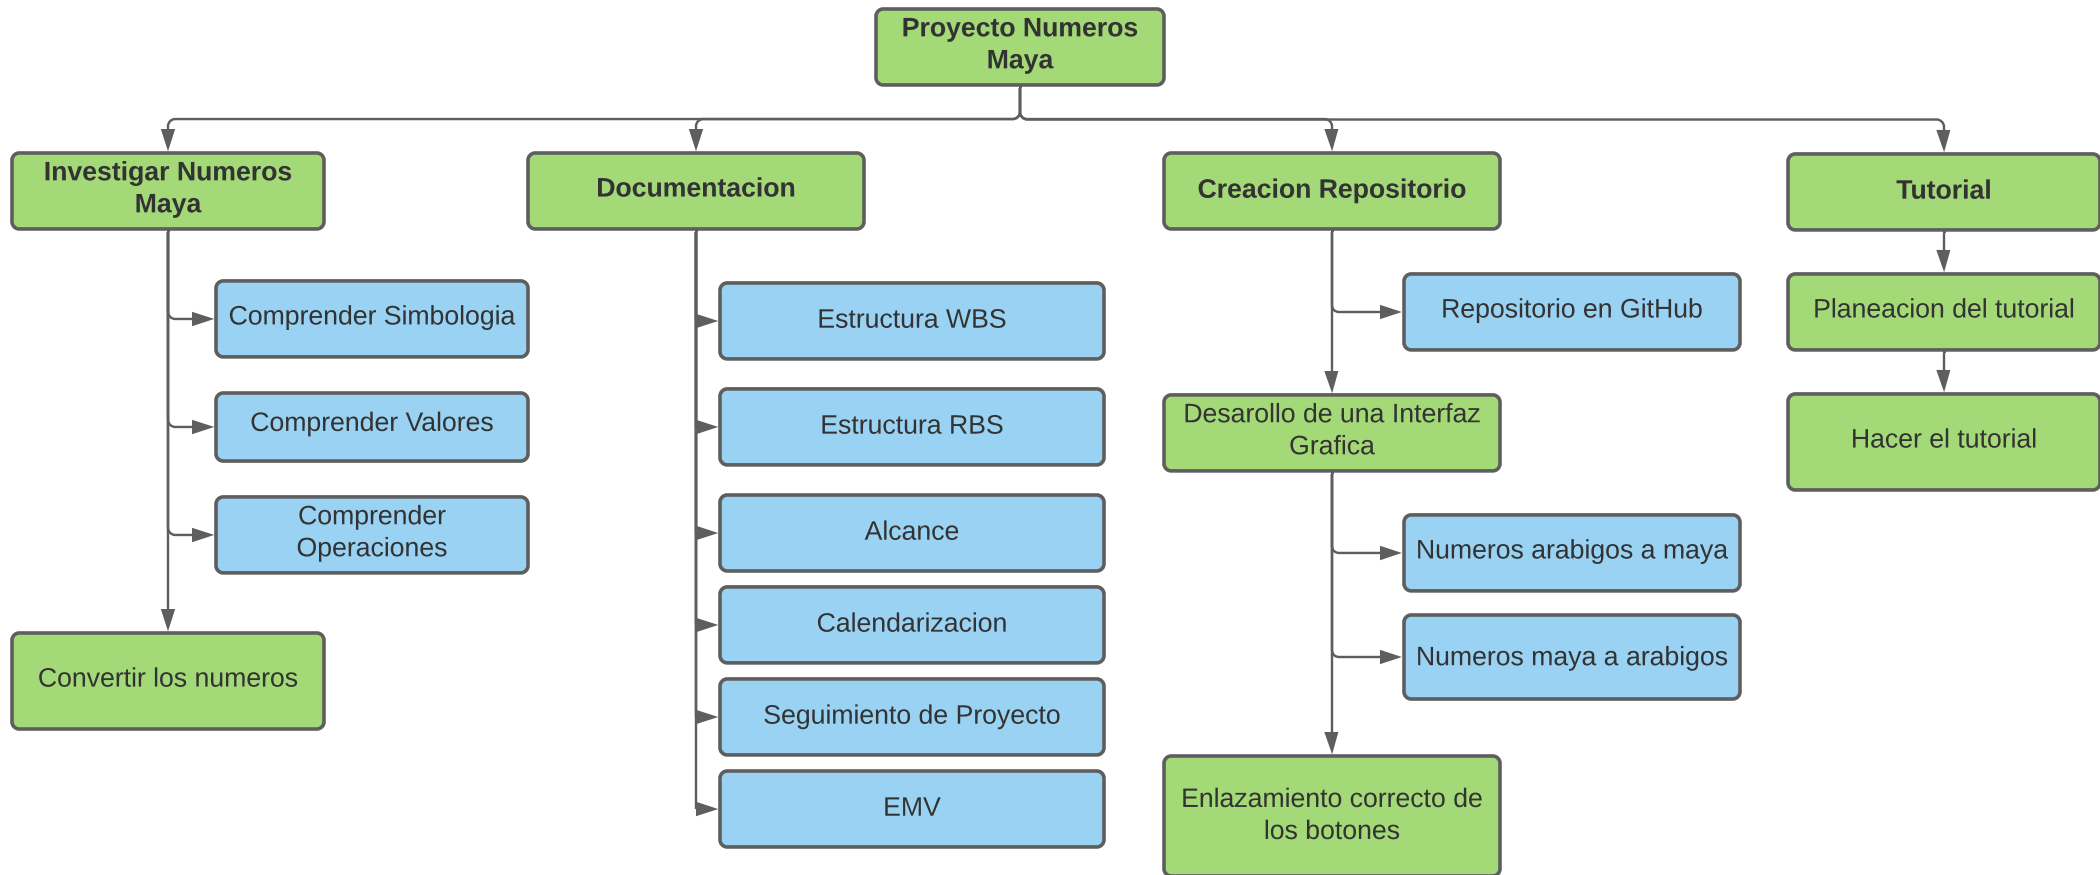 Proyecto Numeros
Maya
Investigar Numeros
Maya
Comprender Simbologia
Comprender Valores
Comprender
Operaciones
Convertir los numeros
Documentacion
Estructura WBS
Estructura RBS
Alcance
Calendarizacion
Seguimiento de Proyecto
EMV
Creacion Repositorio
Repositorio en GitHub
Desarollo de una Interfaz
Grafica
Numeros arabigos a maya
Numeros maya a arabigos
Enlazamiento correcto de
los botones
Tutorial
Planeacion del tutorial
Hacer el tutorial